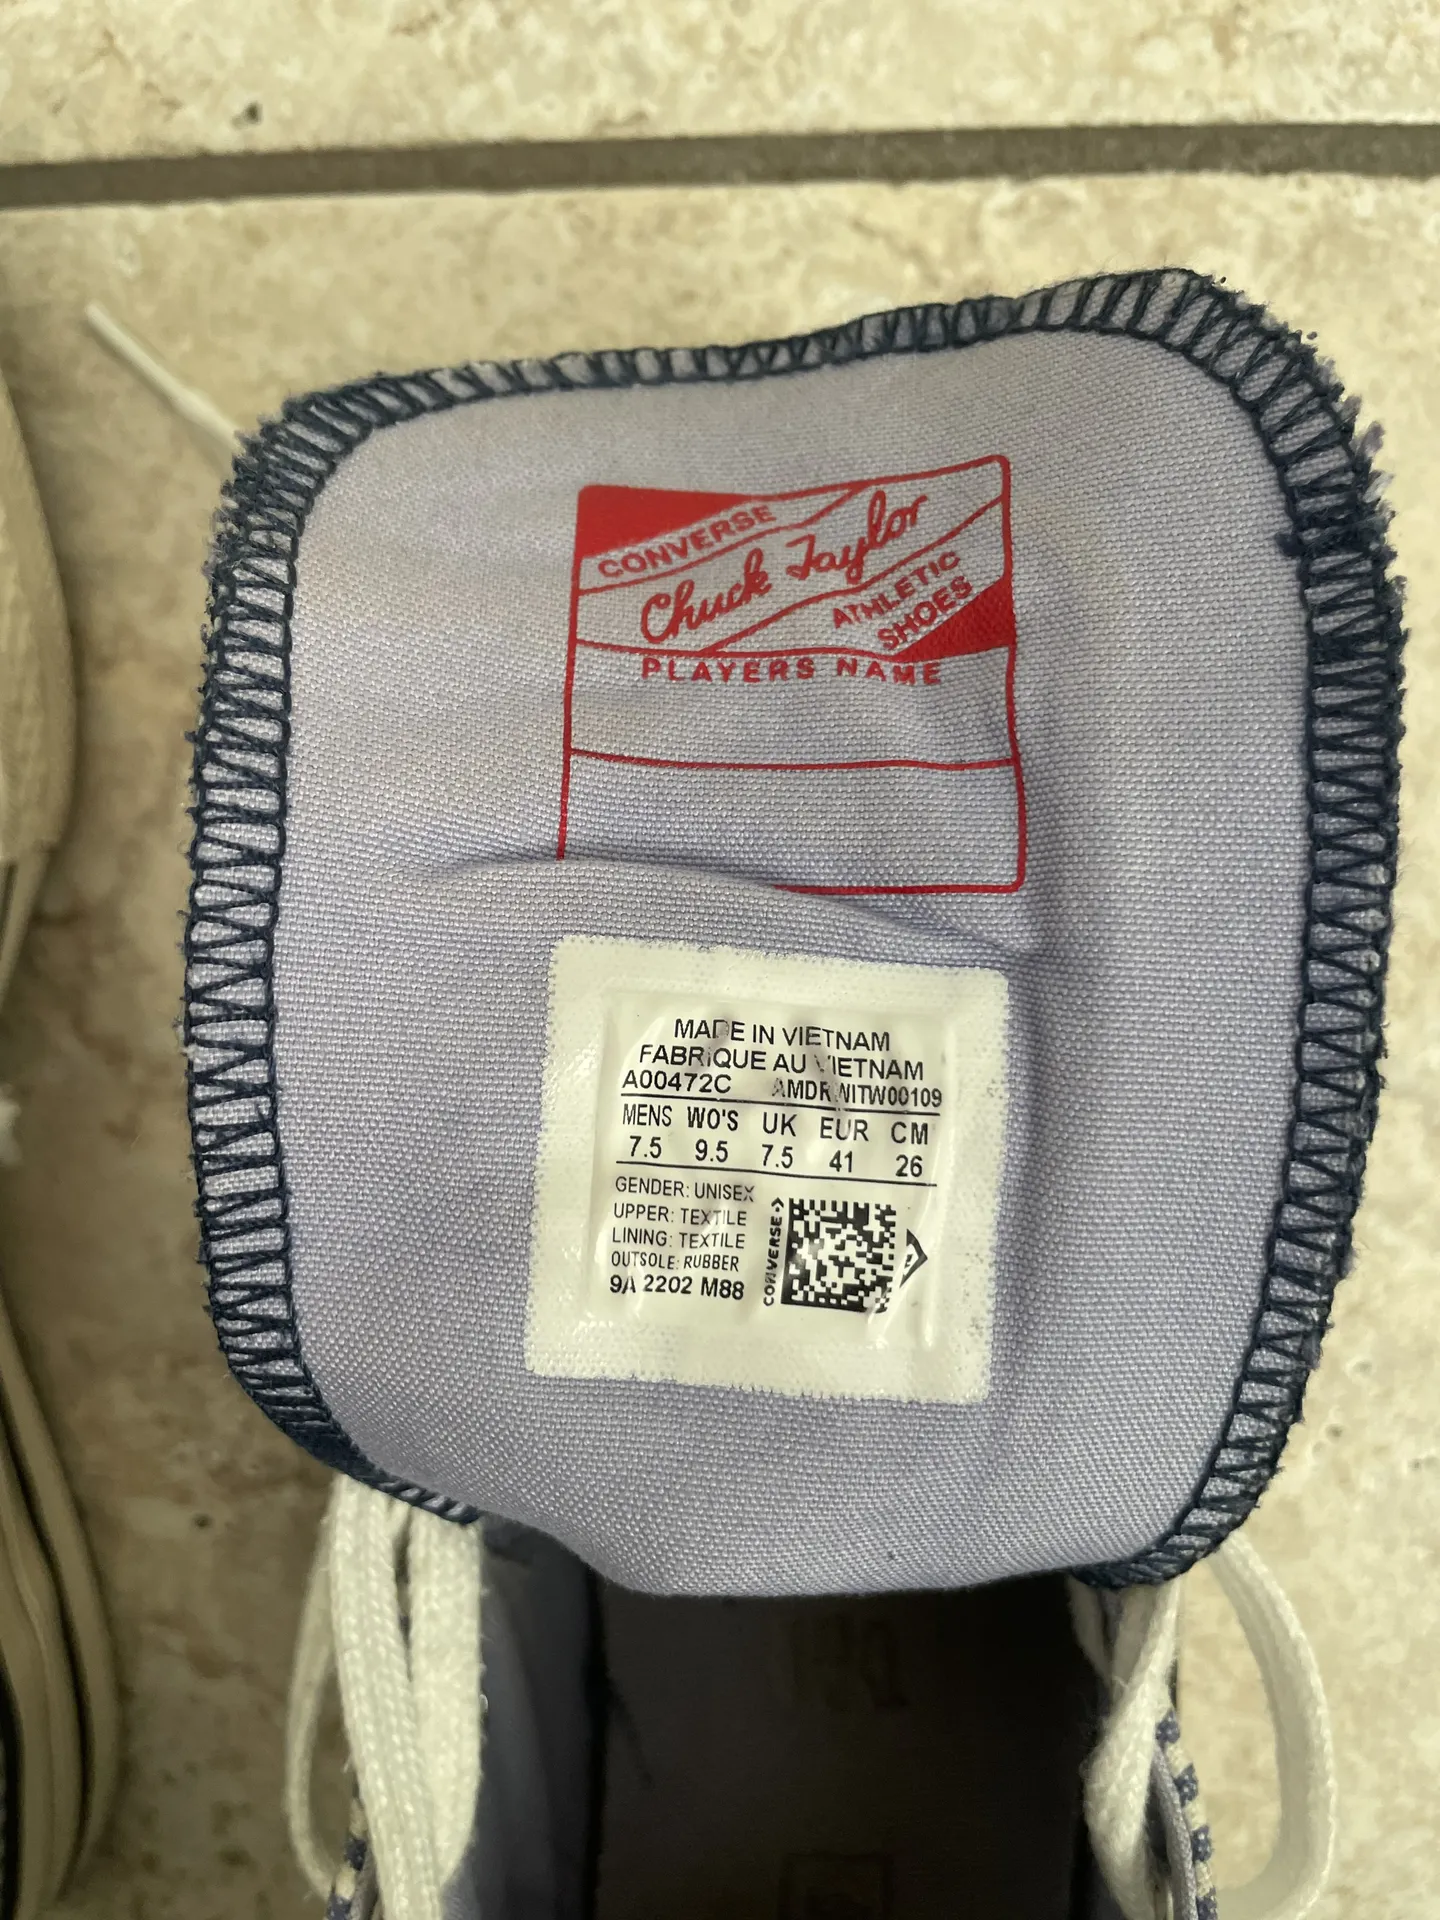 CONVERSE
Chuck Taylor
ATHLETIC
SHOES
PLAYERS NAME
MADE IN VIETNAM
FABRIQUE AU VIETNAM
A00472C
MENS WO'S UK EUR CM
7.5 9.5 7.5 41 26
GENDER: UNISEX
UPPER: TEXTILE
LINING: TEXTILE
OUTSOLE: RUBBER
9A 2202 M88
CONVERSE